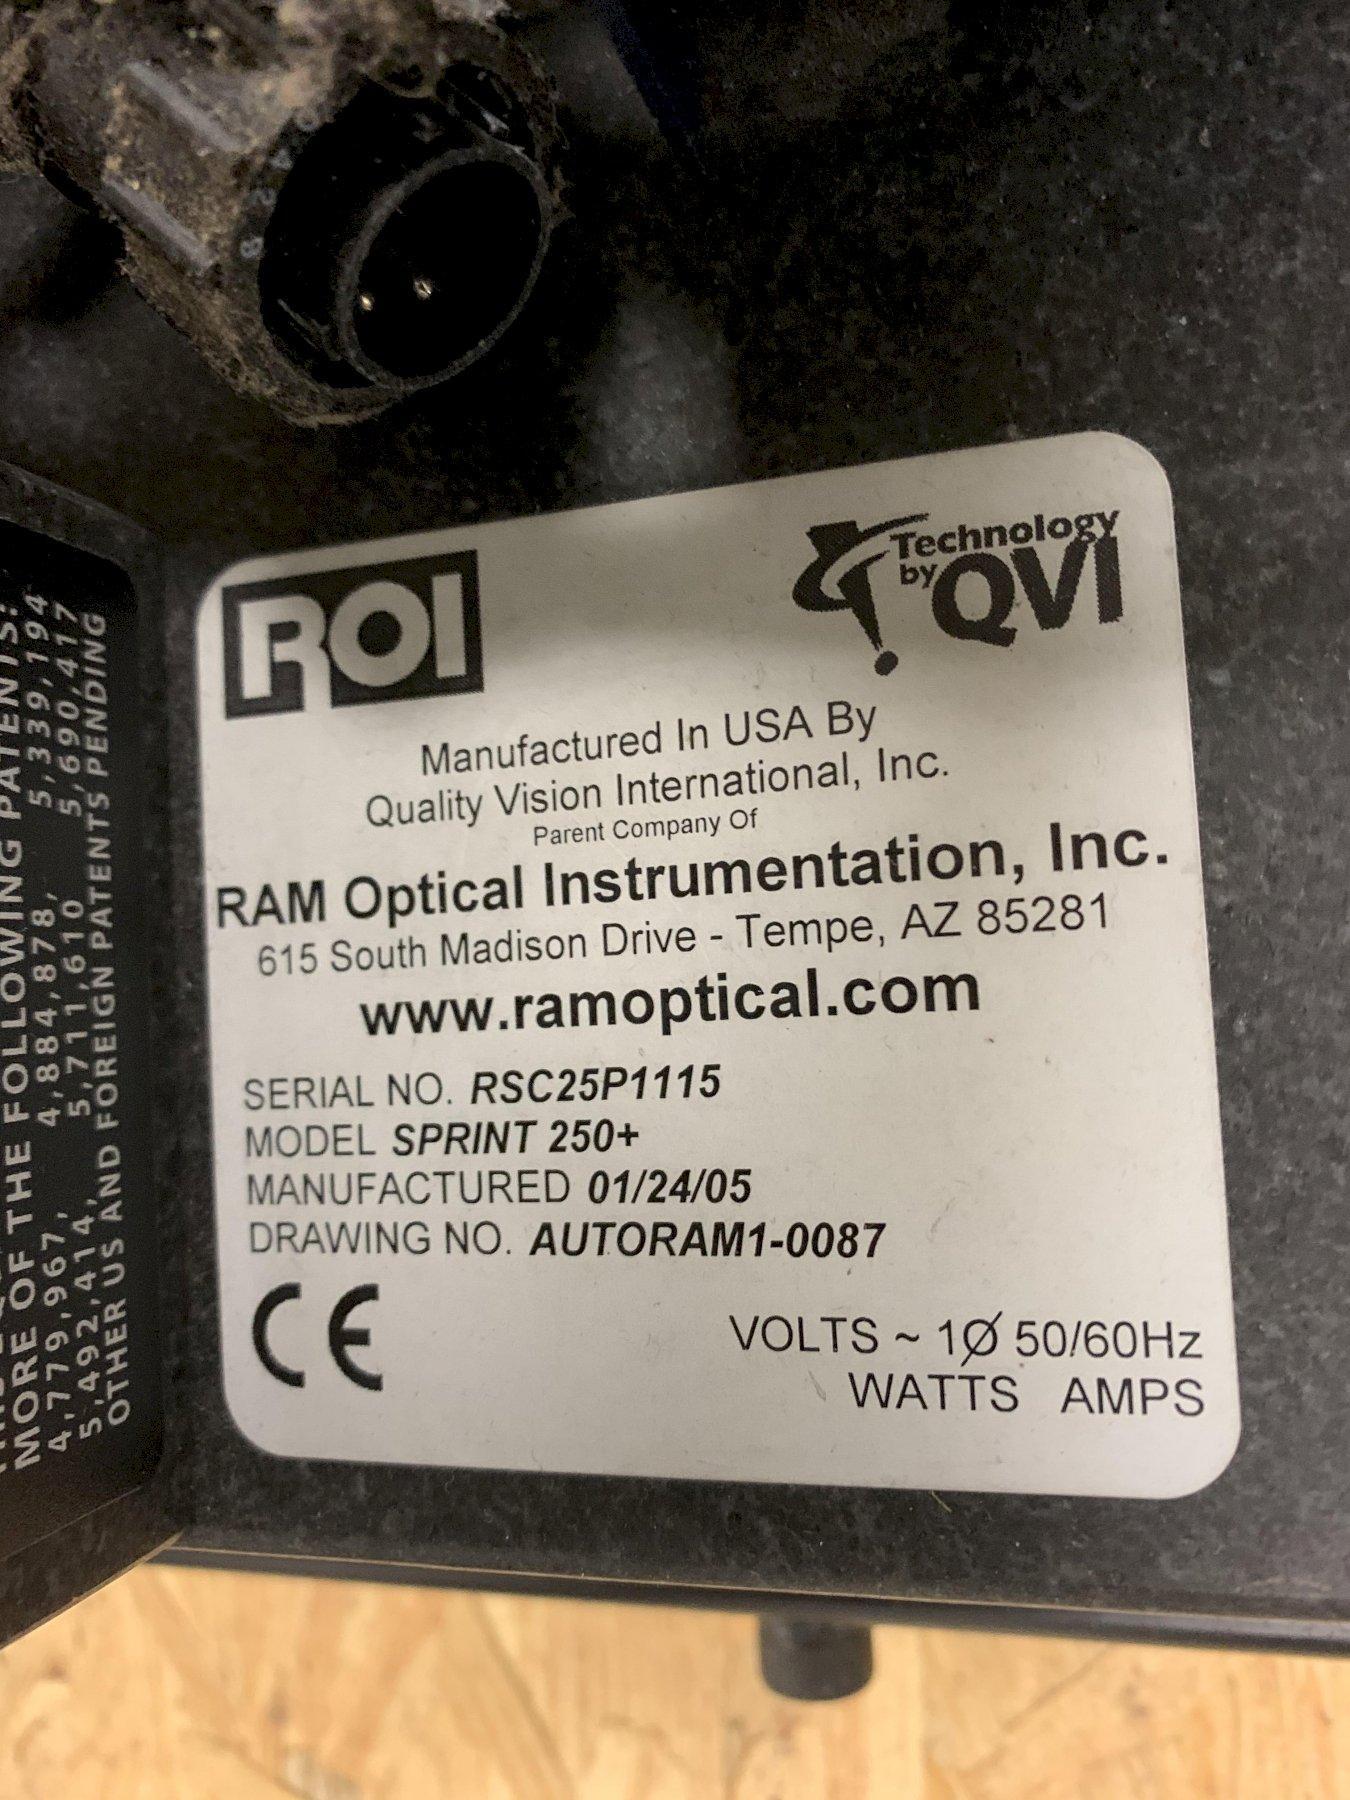 ROI
Technology
by QVI
Manufactured In USA By
Quality Vision International, Inc.
Parent Company Of
RAM Optical Instrumentation, Inc.
615 South Madison Drive - Tempe, AZ 85281
www.ramoptical.com
SERIAL NO. RSC25P1115
MODEL SPRINT 250+
MANUFACTURED 01/24/05
DRAWING NO. AUTORAM1-0087
CE
VOLTS ~ 1Ø 50/60Hz
WATTS AMPS
MORE OF THE FOLLOWING PATENTS:
4,779,967, 4,884,878, 5,339,194
5,492,414, 5,711,610 5,690,417
OTHER US AND FOREIGN PATENTS PENDING